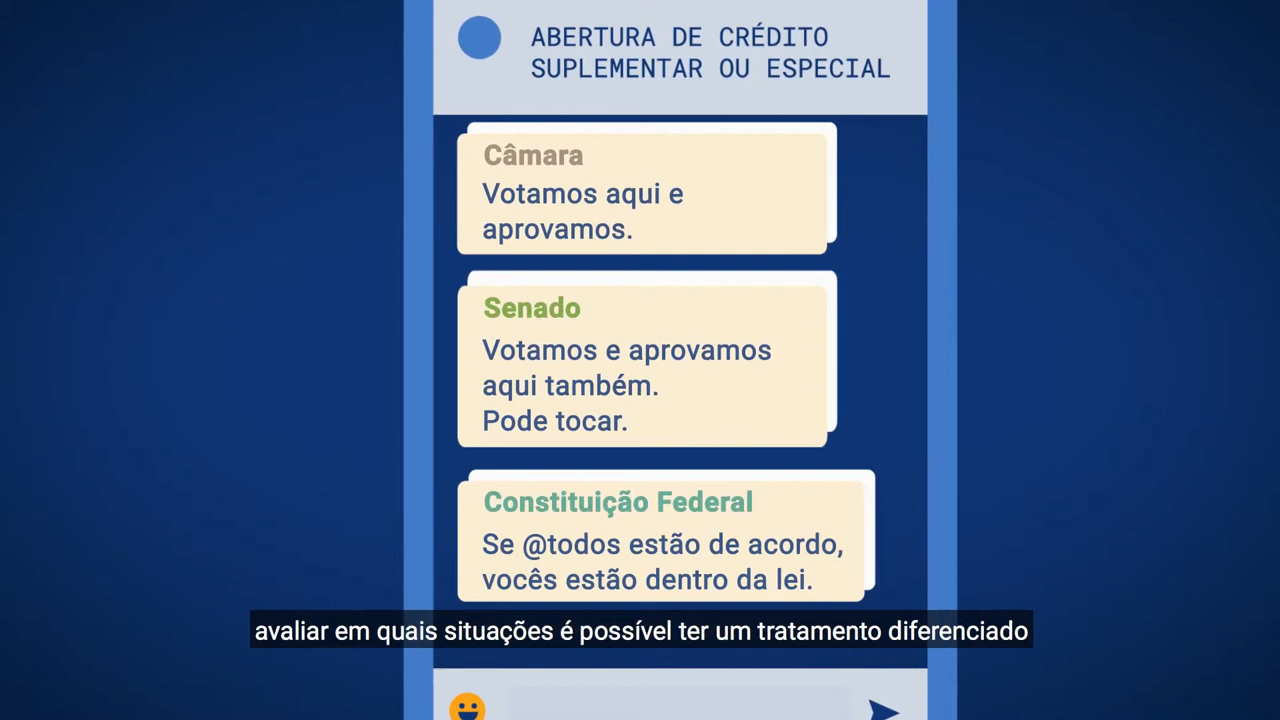 ABERTURA DE CRÉDITO
SUPLEMENTAR OU ESPECIAL
Câmara
Votamos aqui e
aprovamos.
Senado
Votamos e aprovamos
aqui também.
Pode tocar.
Constituição Federal
Se @todos estão de acordo,
vocês estão dentro da lei.
avaliar em quais situações é possível ter um tratamento diferenciado